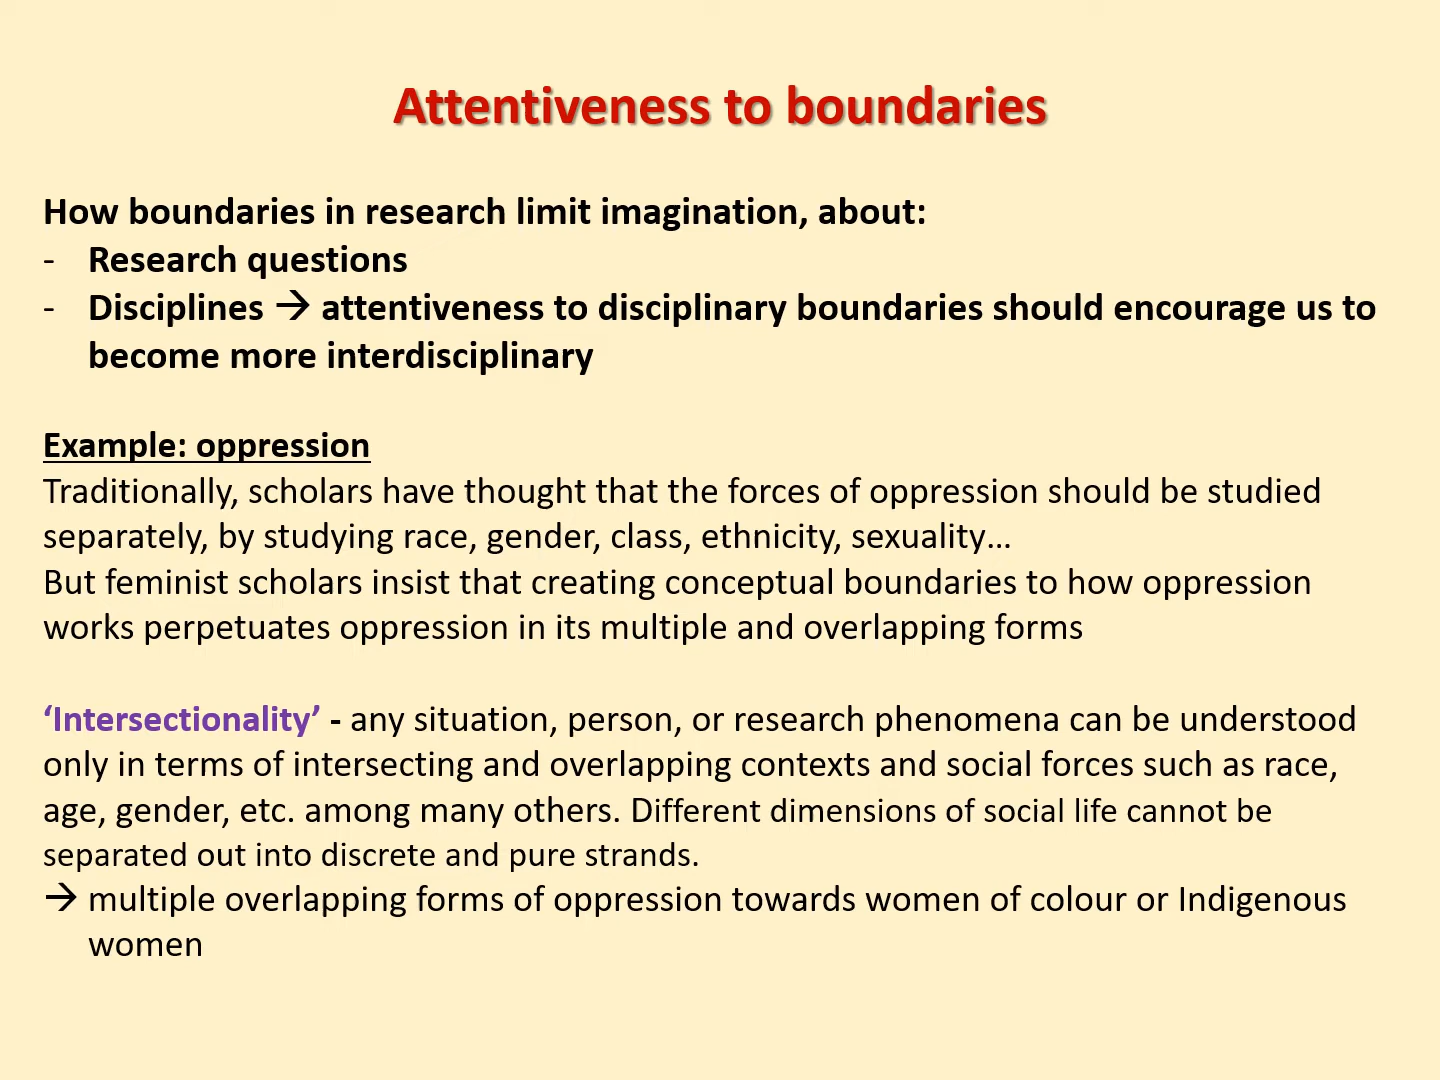 Attentiveness to boundaries
How boundaries in research limit imagination, about:
- Research questions
- Disciplines → attentiveness to disciplinary boundaries should encourage us to
become more interdisciplinary
Example: oppression
Traditionally, scholars have thought that the forces of oppression should be studied
separately, by studying race, gender, class, ethnicity, sexuality…
But feminist scholars insist that creating conceptual boundaries to how oppression
works perpetuates oppression in its multiple and overlapping forms
‘Intersectionality’ - any situation, person, or research phenomena can be understood
only in terms of intersecting and overlapping contexts and social forces such as race,
age, gender, etc. among many others. Different dimensions of social life cannot be
separated out into discrete and pure strands.
→ multiple overlapping forms of oppression towards women of colour or Indigenous
women